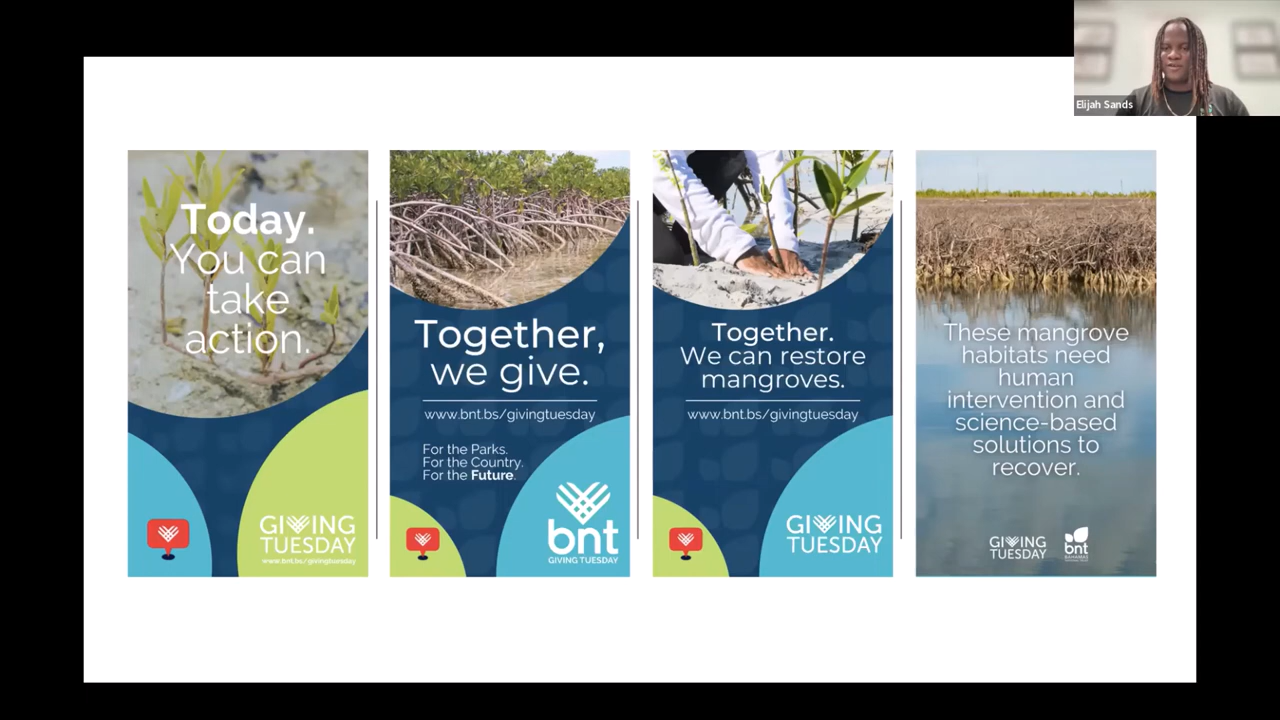 Elijah Sands
Today.
You can
take
action.
GIVING
TUESDAY
www.bnt.bs/givingtuesday
Together,
we give.
www.bnt.bs/givingtuesday
For the Parks.
For the Country.
For the Future.
bnt
GIVING TUESDAY
Together.
We can restore
mangroves.
www.bnt.bs/givingtuesday
GIVING
TUESDAY
These mangrove
habitats need
human
intervention and
science-based
solutions to
recover.
GIVING
TUESDAY
bnt
BAHAMAS